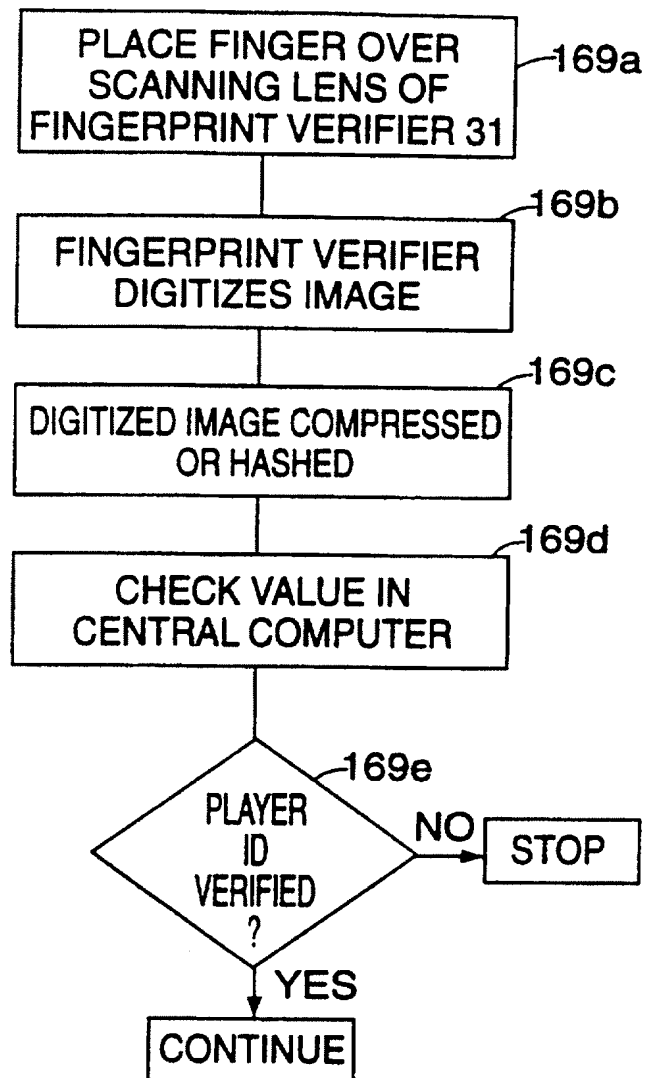 PLACE FINGER OVER
SCANNING LENS OF
FINGERPRINT VERIFIER 31
169a
169b
FINGERPRINT VERIFIER
DIGITIZES IMAGE
169c
DIGITIZED IMAGE COMPRESSED
OR HASHED
169d
CHECK VALUE IN
CENTRAL COMPUTER
169e
PLAYER
ID
VERIFIED
?
NO
STOP
YES
CONTINUE